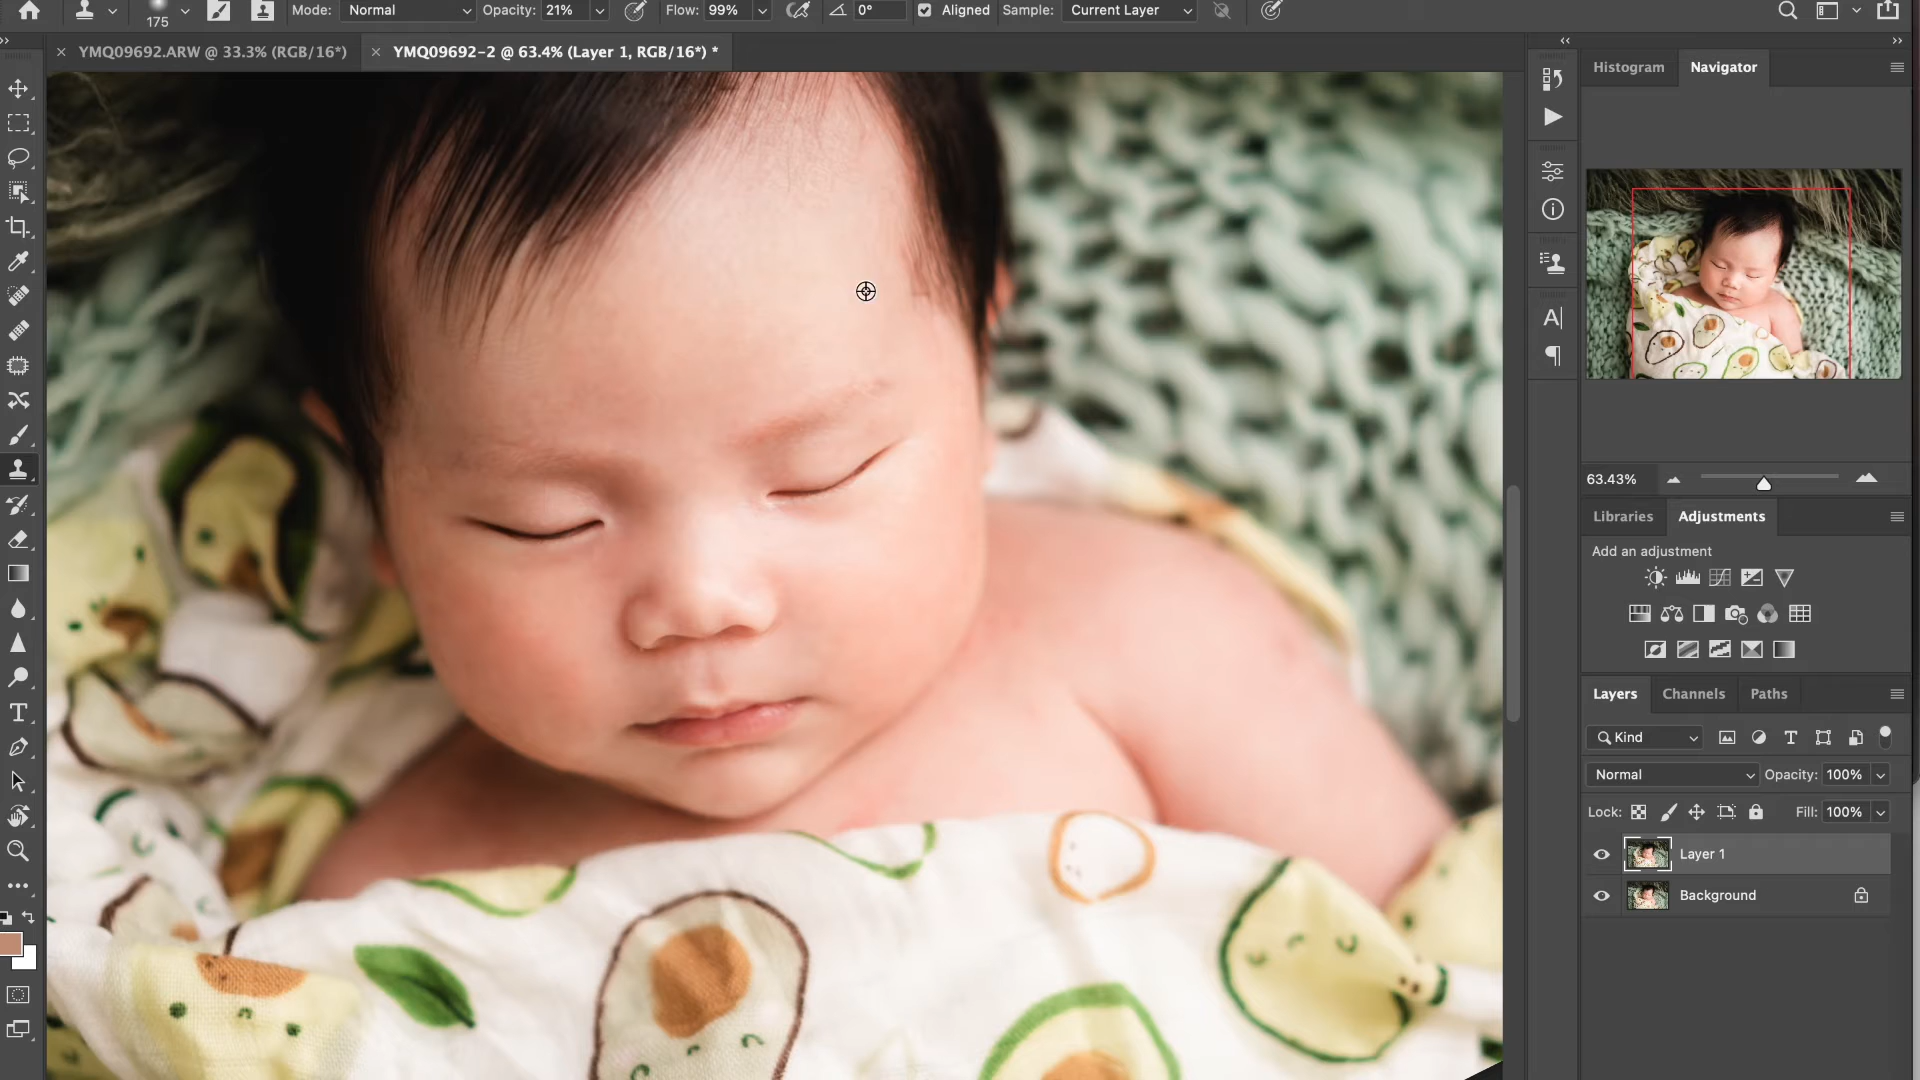 175 Mode: Normal Opacity: 21% Flow: 99% 0° Aligned Sample: Current Layer
YMQ09692.ARW @ 33.3% (RGB/16*) YMQ09692-2 @ 63.4% (Layer 1, RGB/16*) *
Histogram Navigator
63.43%
Libraries Adjustments
Add an adjustment
Layers Channels Paths
Kind
Normal Opacity: 100%
Lock: Fill: 100%
Layer 1
Background